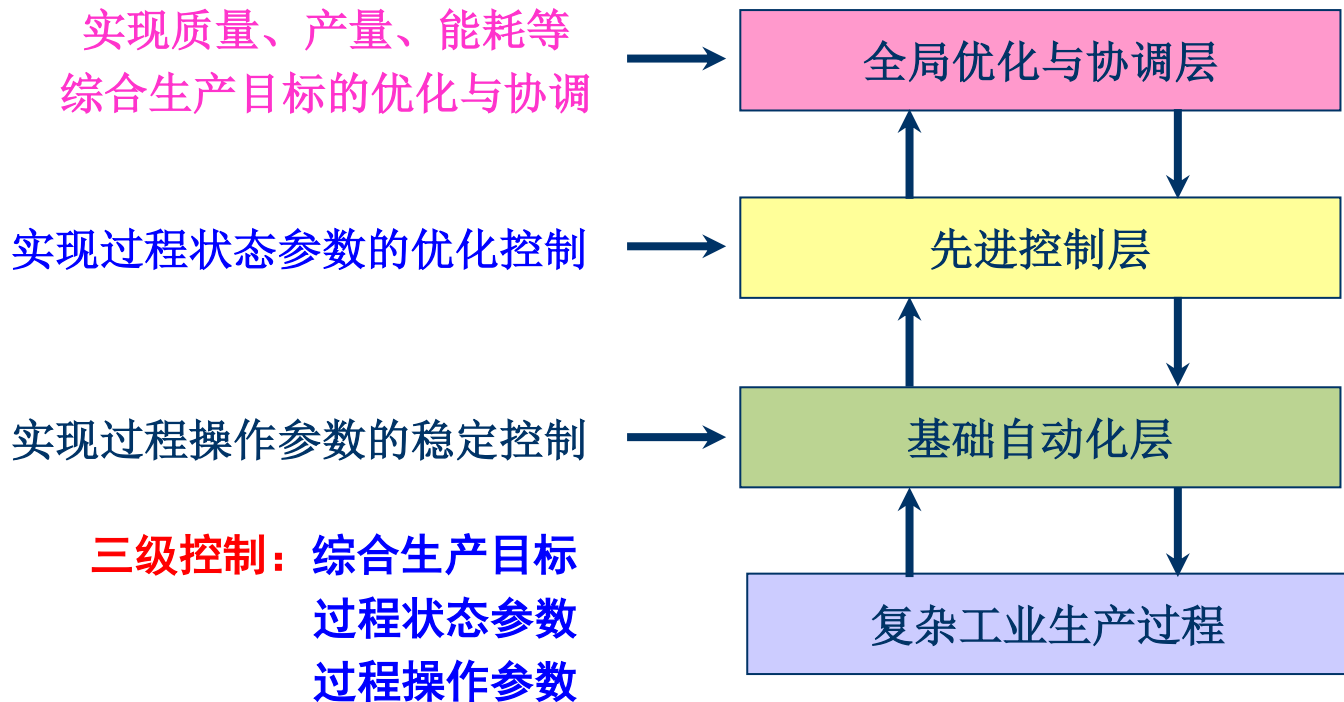 实现质量、产量、能耗等
综合生产目标的优化与协调
全局优化与协调层
实现过程状态参数的优化控制
先进控制层
实现过程操作参数的稳定控制
基础自动化层
三级控制：综合生产目标
过程状态参数
过程操作参数
复杂工业生产过程